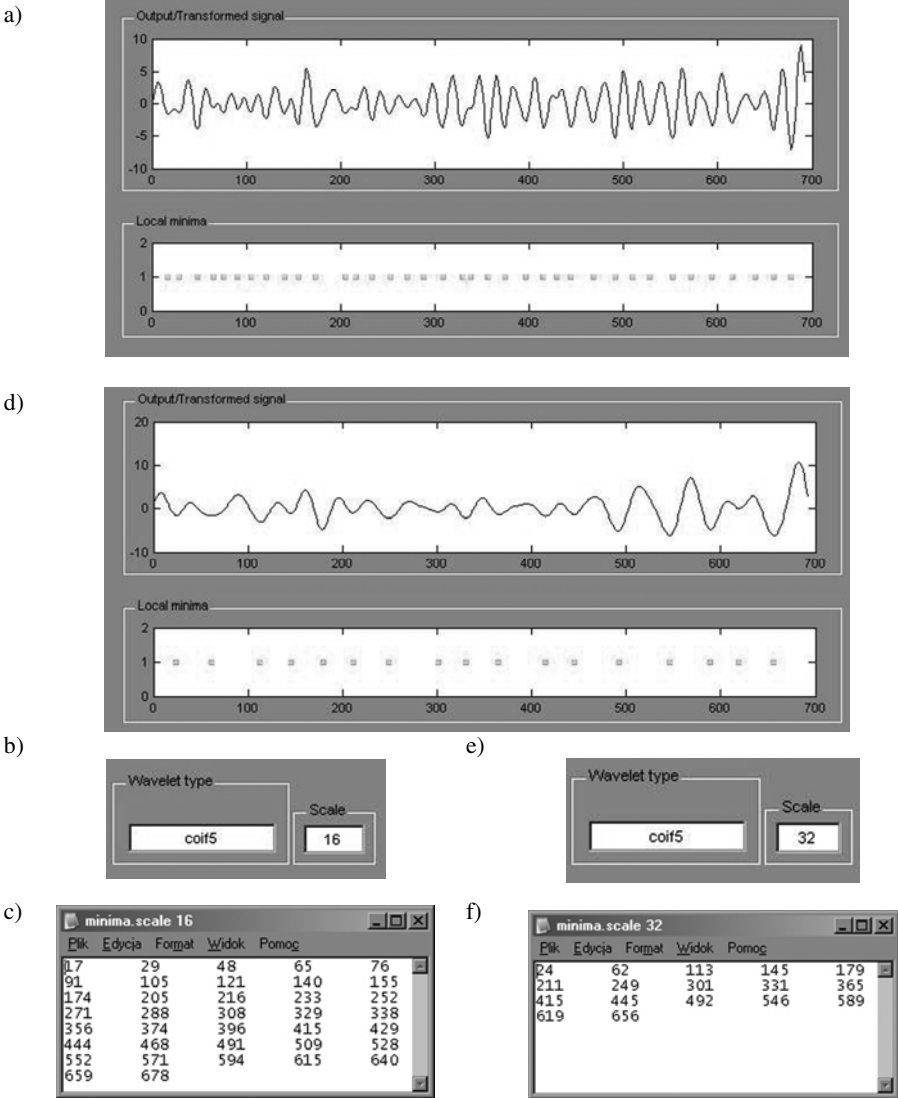 a)
Output/Transformed signal
10
5
0
-5
-10
0 100 200 300 400 500 600 700
Local minima
2
1
0
0 100 200 300 400 500 600 700
d)
Output/Transformed signal
20
10
0
-10
0 100 200 300 400 500 600 700
Local minima
2
1
0
0 100 200 300 400 500 600 700
b)
Wavelet type
coif5
Scale
16
e)
Wavelet type
coif5
Scale
32
c)
minima.scale 16
Plik Edycja Format Widok Pomoc
17 29 48 65 76
91 105 121 140 155
174 205 216 233 252
271 288 308 329 338
356 374 396 415 429
444 468 491 509 528
552 571 594 615 640
659 678
f)
minima.scale 32
Plik Edycja Format Widok Pomoc
24 62 113 145 179
211 249 301 331 365
415 445 492 546 589
619 656